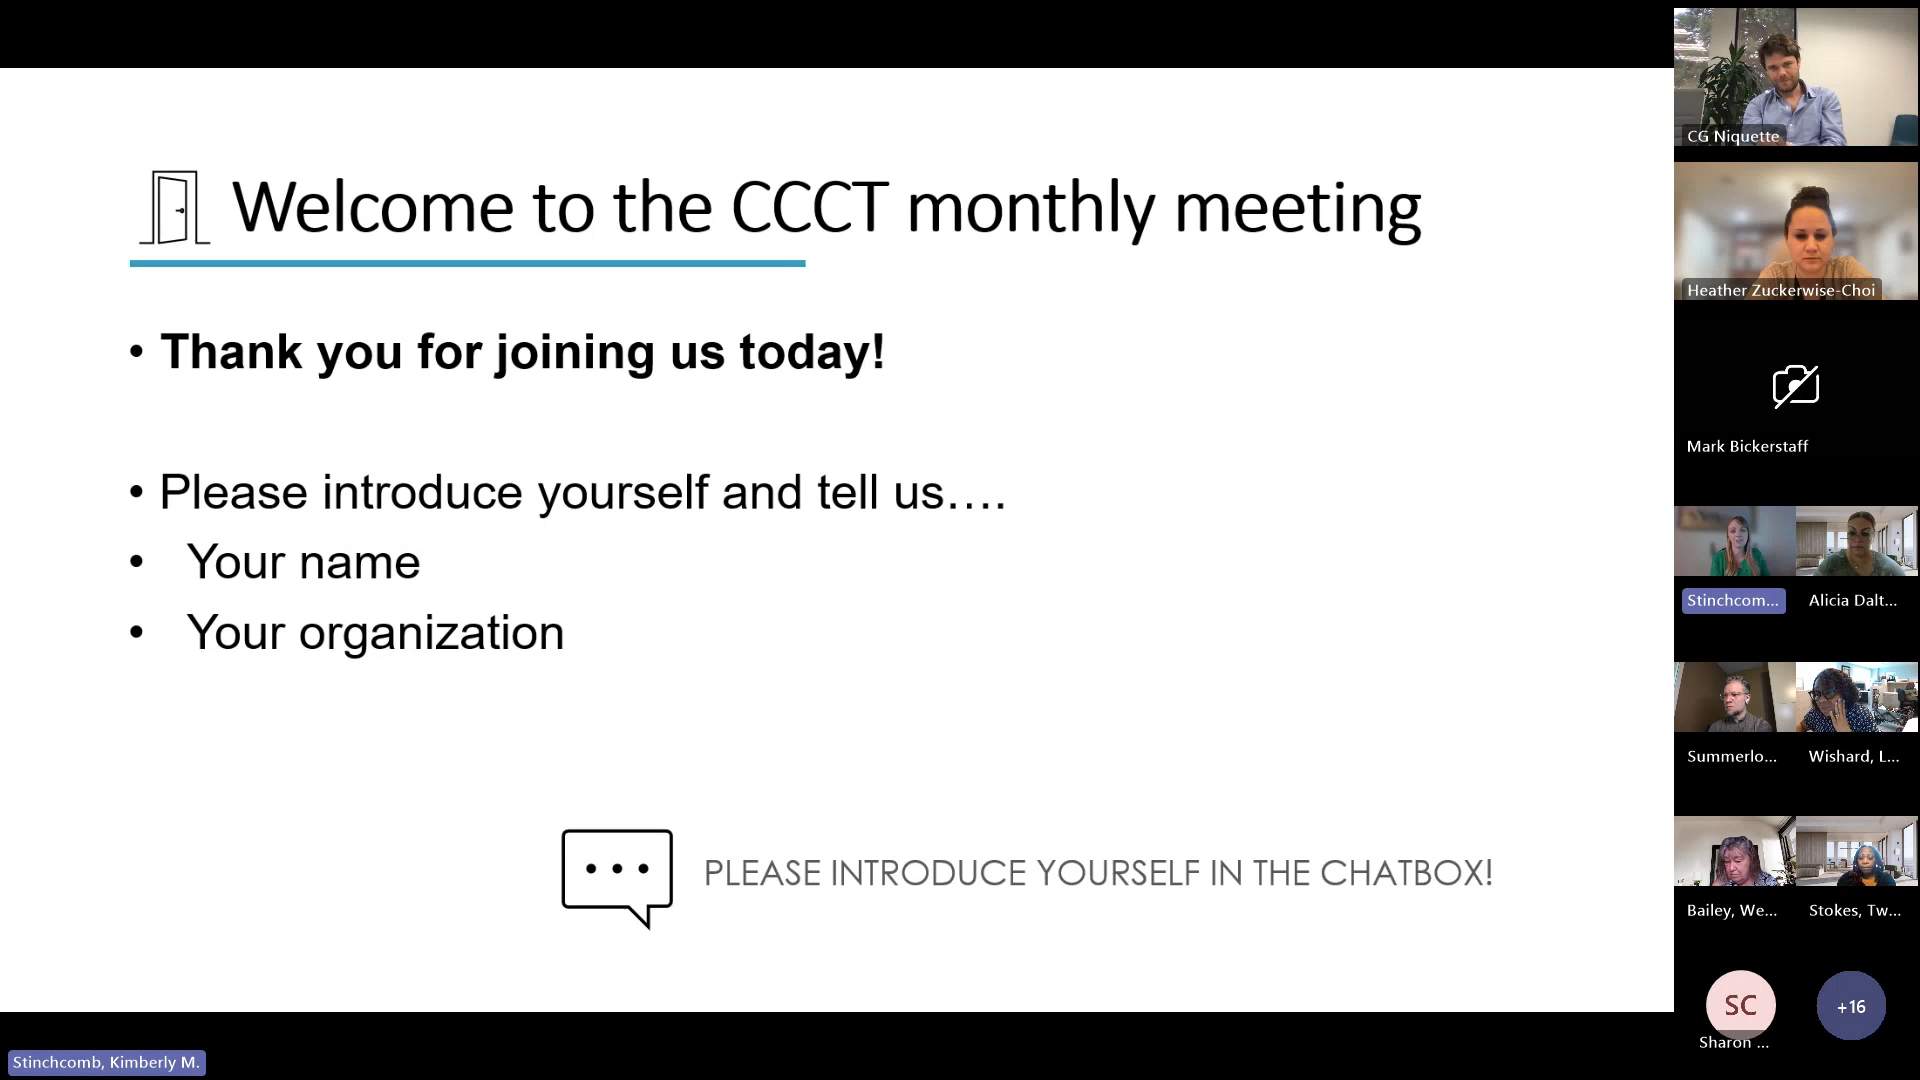 Welcome to the CCCT monthly meeting
• Thank you for joining us today!
• Please introduce yourself and tell us....
• Your name
• Your organization
PLEASE INTRODUCE YOURSELF IN THE CHATBOX!
Stinchcomb, Kimberly M.
CG Niquette
Heather Zuckerwise-Choi
Mark Bickerstaff
Stinchcom...
Alicia Dalt...
Summerlo...
Wishard, L...
Bailey, We...
Stokes, Tw...
SC
Sharon ...
+16